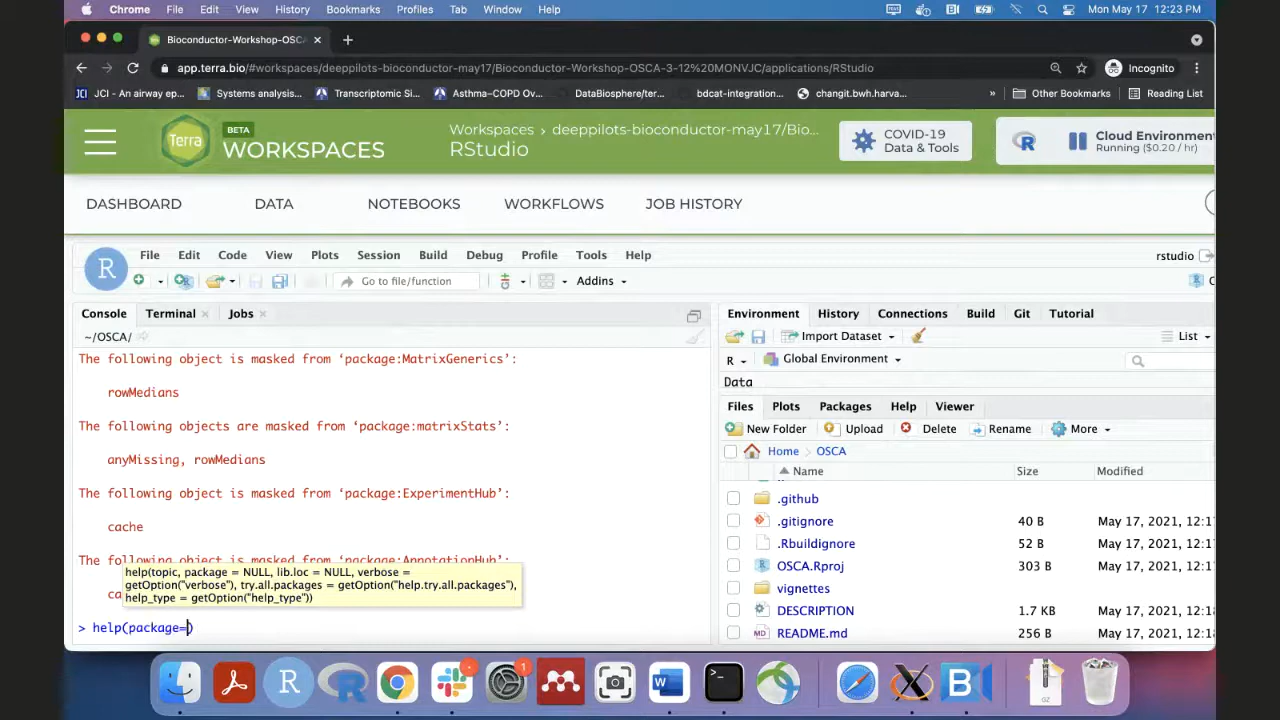 Chrome File Edit View History Bookmarks Profiles Tab Window Help Mon May 17 12:23 PM
Bioconductor-Workshop-OSCA
app.terra.bio/#workspaces/deeppilots-bioconductor-may17/Bioconductor-Workshop-OSCA-3-12%20MONVJC/applications/RStudio Incognito
JCI - An airway ep... Systems analysis... Transcriptomic Si... Asthma-COPD Ov... DataBiosphere/ter... bdcat-integration... changit.bwh.harva... » Other Bookmarks Reading List
Terra BETA WORKSPACES
Workspaces › deeppilots-bioconductor-may17/Bio...
RStudio
COVID-19
Data & Tools
Cloud Environment
Running ($0.20 / hr)
DASHBOARD DATA NOTEBOOKS WORKFLOWS JOB HISTORY
R File Edit Code View Plots Session Build Debug Profile Tools Help rstudio
Go to file/function Addins
Console Terminal Jobs
~/OSCA/
The following object is masked from ‘package:MatrixGenerics’:
rowMedians
The following objects are masked from ‘package:matrixStats’:
anyMissing, rowMedians
The following object is masked from ‘package:ExperimentHub’:
cache
The following object is masked from ‘package:AnnotationHub’:
ca
help(topic, package = NULL, lib.loc = NULL, verbose =
getOption("verbose"), try.all.packages = getOption("help.try.all.packages"),
help_type = getOption("help_type"))
> help(package=)
Environment History Connections Build Git Tutorial
Import Dataset List
R Global Environment
Data
Files Plots Packages Help Viewer
New Folder Upload Delete Rename More
Home OSCA
Name Size Modified
.github
.gitignore 40 B May 17, 2021, 12:1
.Rbuildignore 52 B May 17, 2021, 12:1
OSCA.Rproj 303 B May 17, 2021, 12:1
vignettes
DESCRIPTION 1.7 KB May 17, 2021, 12:18
README.md 256 B May 17, 2021, 12:18